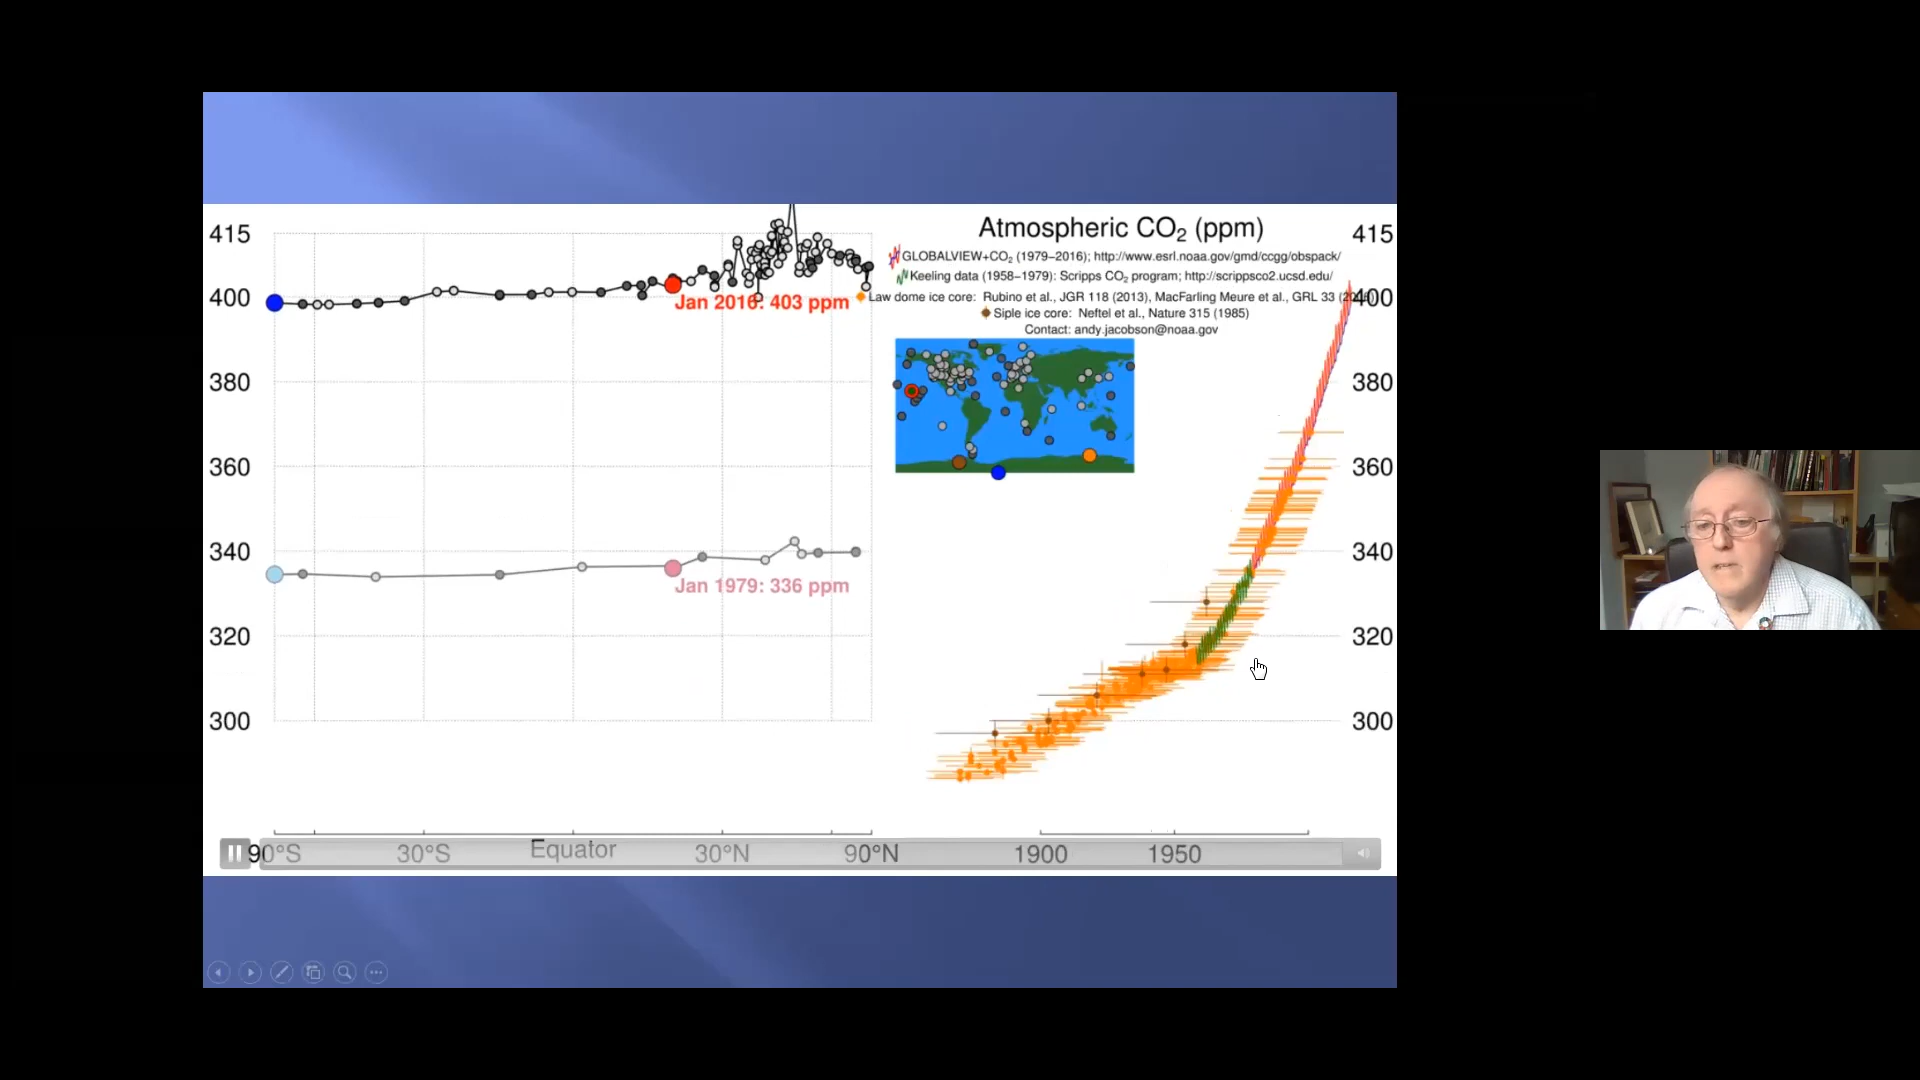 Atmospheric CO₂ (ppm)
GLOBALVIEW+CO₂ (1979–2016); http://www.esrl.noaa.gov/gmd/ccgg/obspack/
Keeling data (1958–1979): Scripps CO₂ program; http://scrippsco2.ucsd.edu/
Law dome ice core: Rubino et al., JGR 118 (2013), MacFarling Meure et al., GRL 33
Siple ice core: Neftel et al., Nature 315 (1985)
Contact: andy.jacobson@noaa.gov
415
400
380
360
340
320
300
Jan 2016: 403 ppm
Jan 1979: 336 ppm
90°S 30°S Equator 30°N 90°N
415
400
380
360
340
320
300
1900 1950